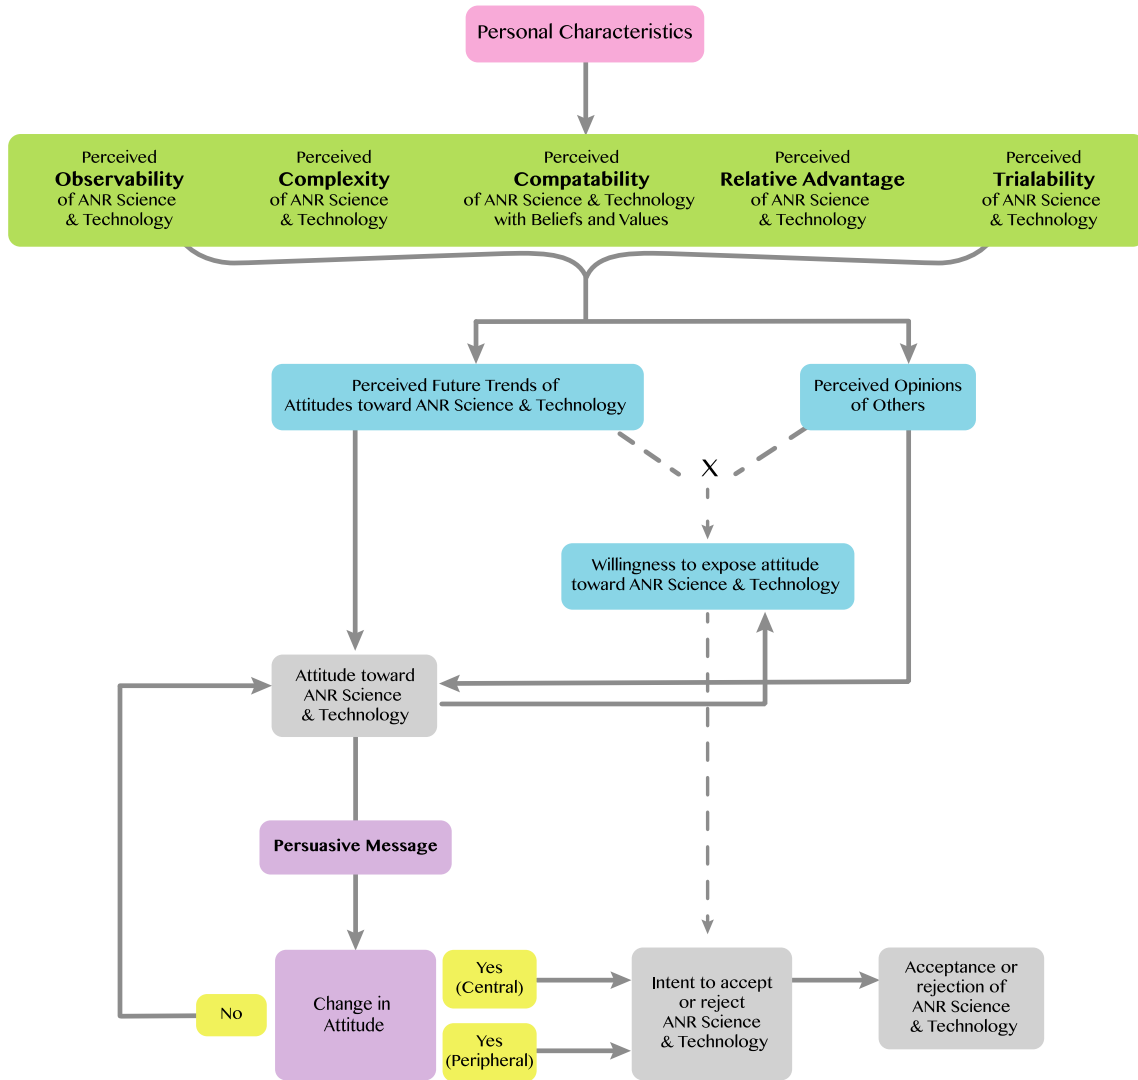 Personal Characteristics
Perceived
Observability
of ANR Science
& Technology
Perceived
Complexity
of ANR Science
& Technology
Perceived
Compatability
of ANR Science & Technology
with Beliefs and Values
Perceived
Relative Advantage
of ANR Science
& Technology
Perceived
Trialability
of ANR Science
& Technology
Perceived Future Trends of
Attitudes toward ANR Science & Technology
Perceived Opinions
of Others
X
Willingness to expose attitude
toward ANR Science & Technology
Attitude toward
ANR Science
& Technology
Persuasive Message
No
Change in
Attitude
Yes
(Central)
Yes
(Peripheral)
Intent to accept
or reject
ANR Science
& Technology
Acceptance or
rejection of
ANR Science
& Technology